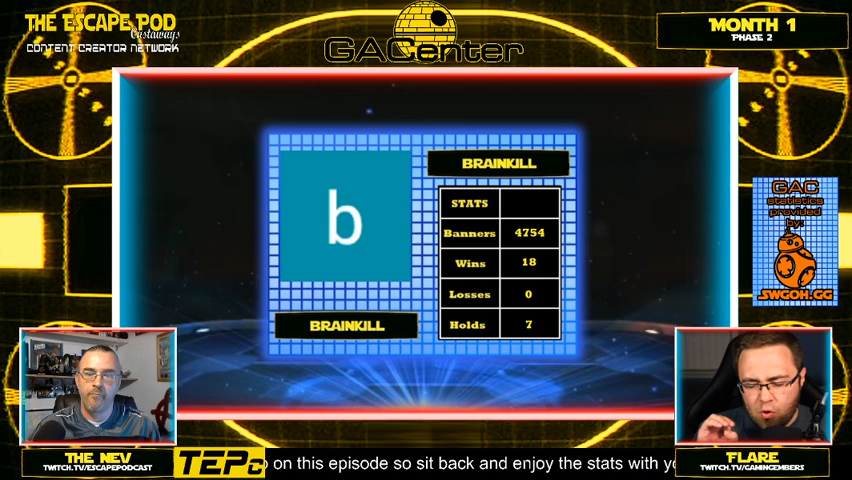 THE ESCAPE POD
Castaways
CONTENT CREATOR NETWORK
GACenter
MONTH 1
PHASE 2
b
BRAINKILL
BRAINKILL
STATS
Banners 4754
Wins 18
Losses 0
Holds 7
GAC
statistics
provided
by:
SWGOH.GG
THE NEV
TWITCH.TV/ESCAPEPODCAST
TEPc
on this episode so sit back and enjoy the stats with
FLARE
TWITCH.TV/GAMINGEMBERS